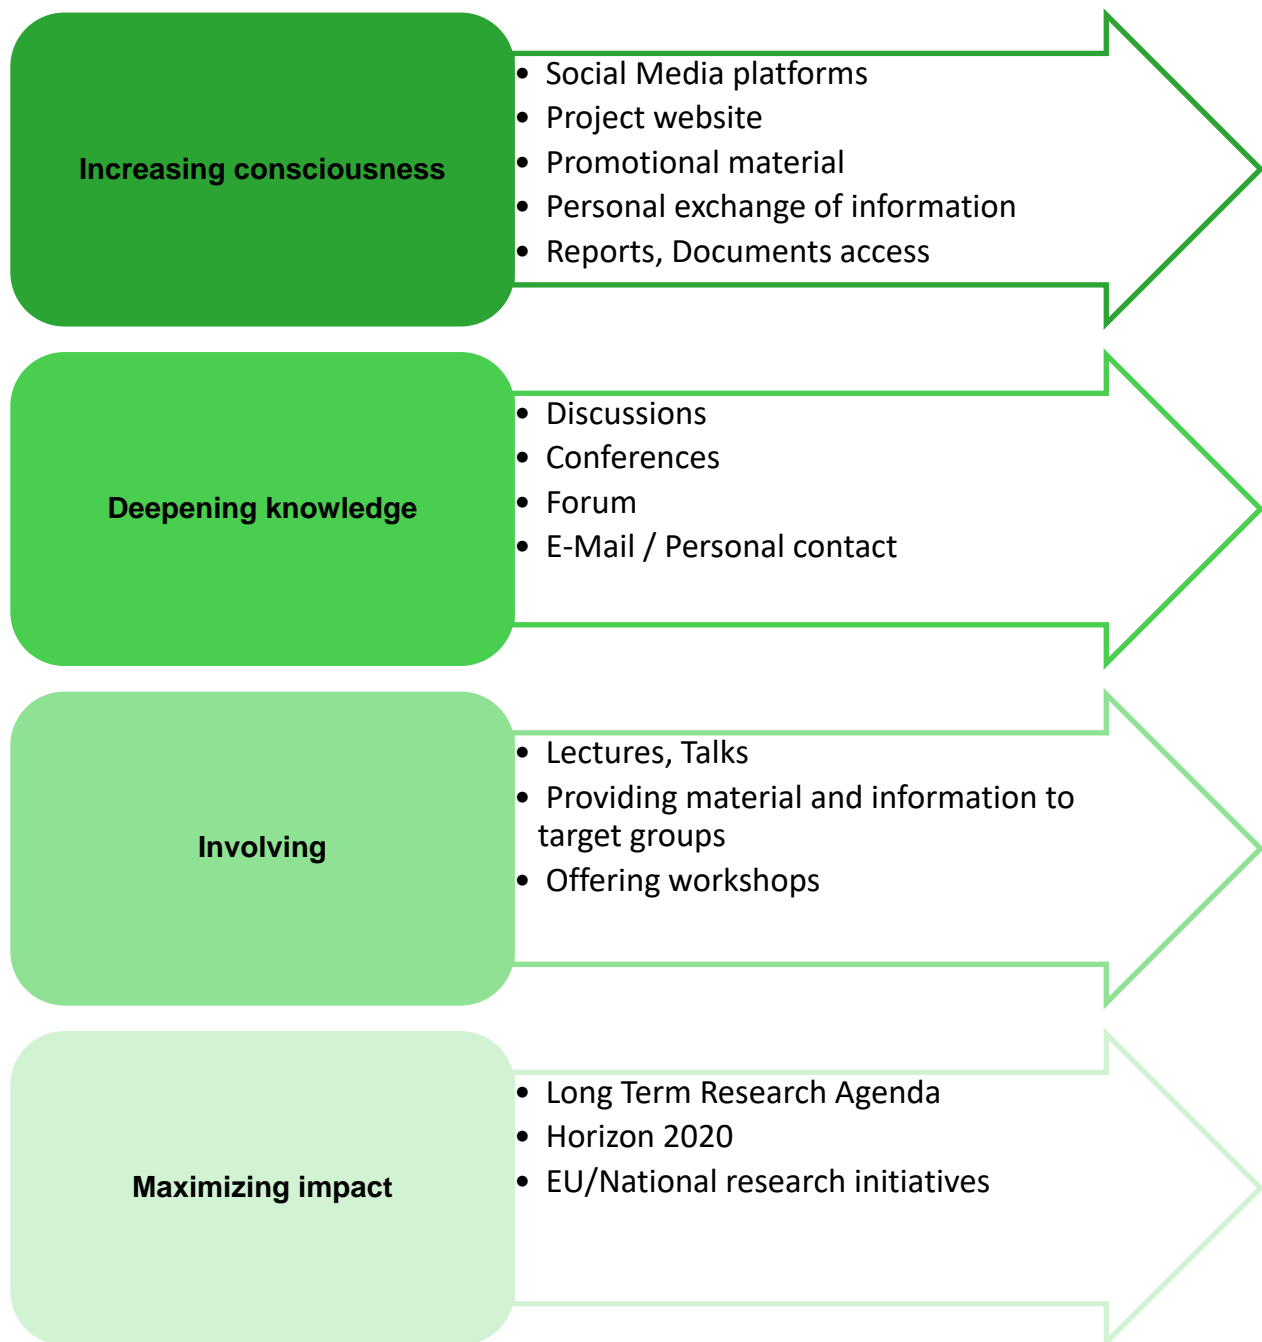 Increasing consciousness
• Social Media platforms
• Project website
• Promotional material
• Personal exchange of information
• Reports, Documents access
Deepening knowledge
• Discussions
• Conferences
• Forum
• E-Mail / Personal contact
Involving
• Lectures, Talks
• Providing material and information to
target groups
• Offering workshops
Maximizing impact
• Long Term Research Agenda
• Horizon 2020
• EU/National research initiatives